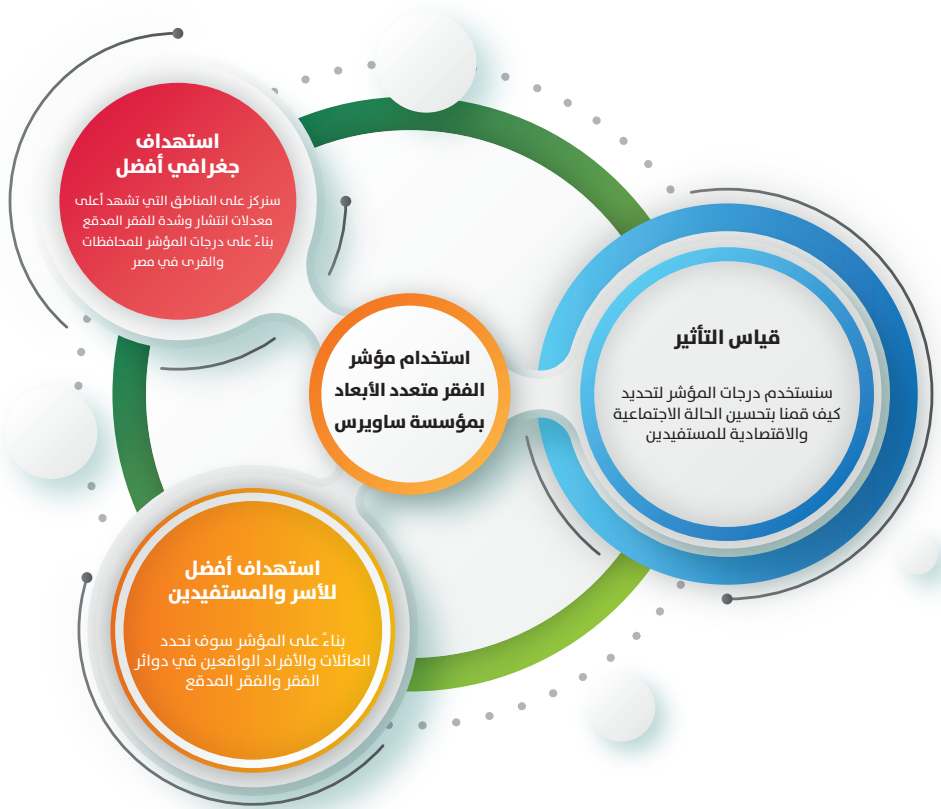 استخدام مؤشر
الفقر متعدد الأبعاد
بمؤسسة ساويرس
استهداف
جغرافي أفضل
سنركز على المناطق التي تشهد أعلى
معدلات انتشار وشدة للفقر المدقع
بناءً على درجات المؤشر للمحافظات
والقرى في مصر
قياس التأثير
سنستخدم درجات المؤشر لتحديد
كيف قمنا بتحسين الحالة الاجتماعية
والاقتصادية للمستفيدين
استهداف أفضل
للأسر والمستفيدين
بناءً على المؤشر سوف نحدد
العائلات والأفراد الواقعين في دوائر
الفقر والفقر المدقع